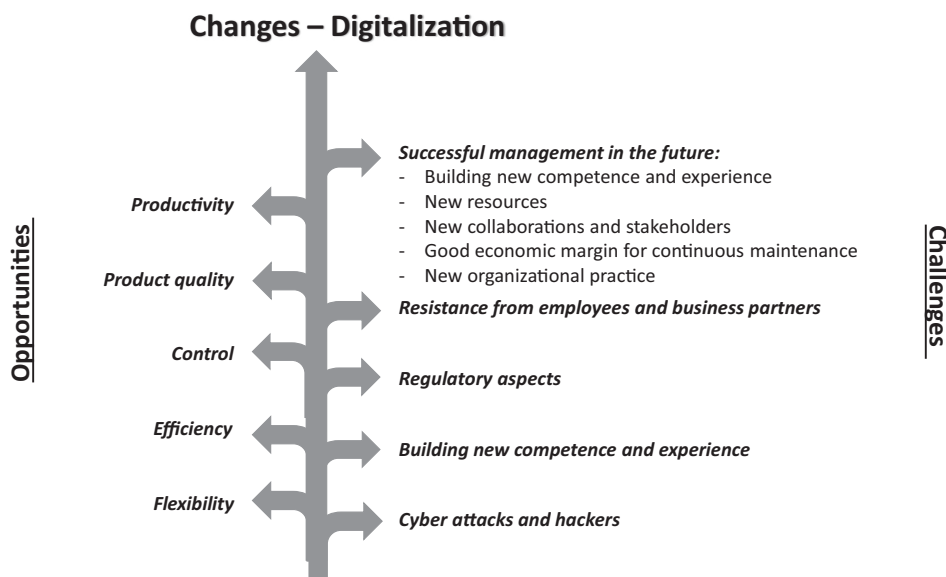 Changes – Digitalization
Opportunities
Productivity
Product quality
Control
Efficiency
Flexibility
Successful management in the future:
- Building new competence and experience
- New resources
- New collaborations and stakeholders
- Good economic margin for continuous maintenance
- New organizational practice
Resistance from employees and business partners
Regulatory aspects
Building new competence and experience
Cyber attacks and hackers
Challenges